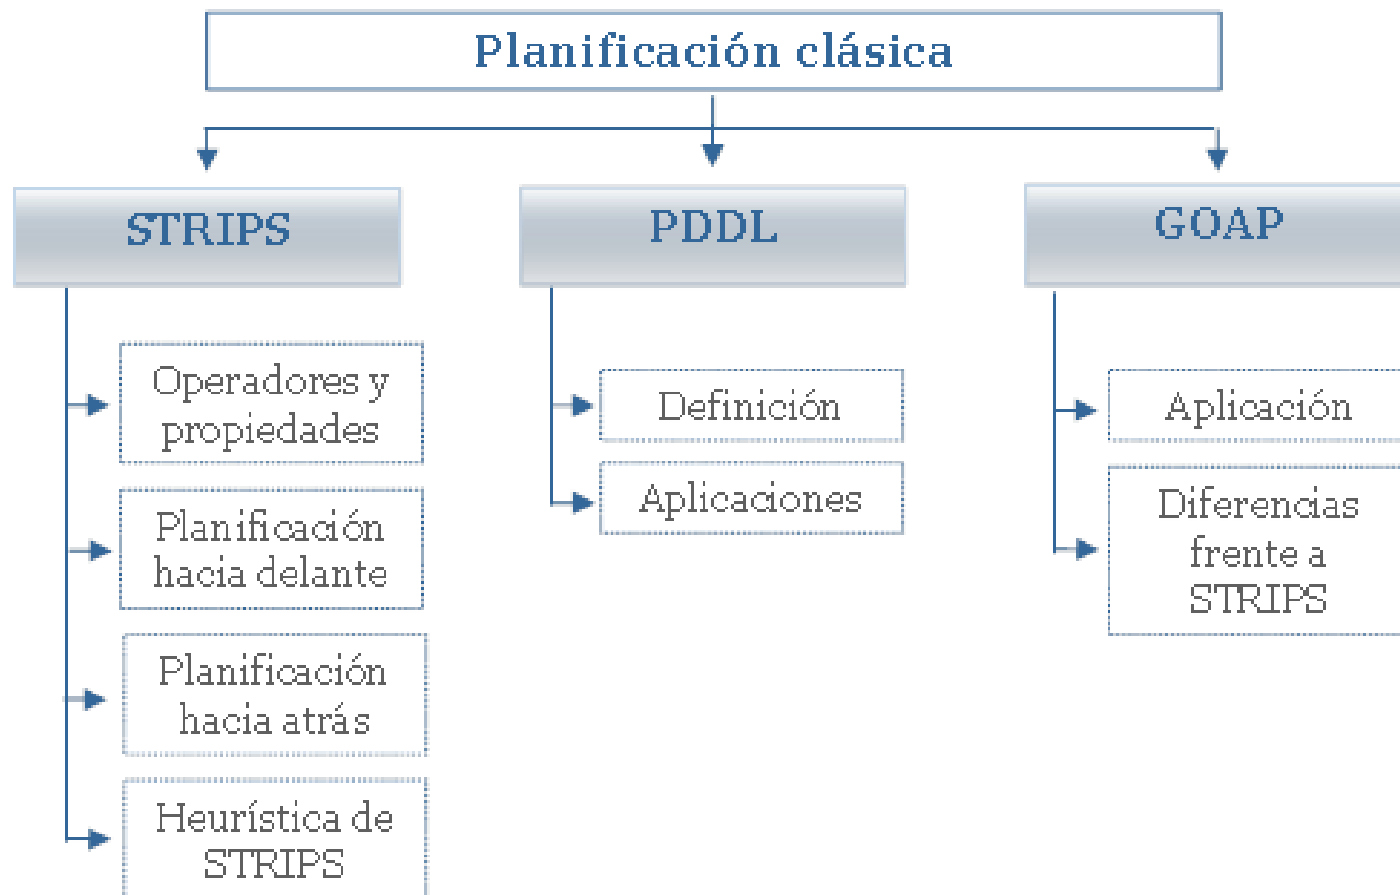 Planificación clásica
STRIPS
PDDL
GOAP
Operadores y
propiedades
Planificación
hacia delante
Planificación
hacia atrás
Heurística de
STRIPS
Definición
Aplicaciones
Aplicación
Diferencias
frente a
STRIPS